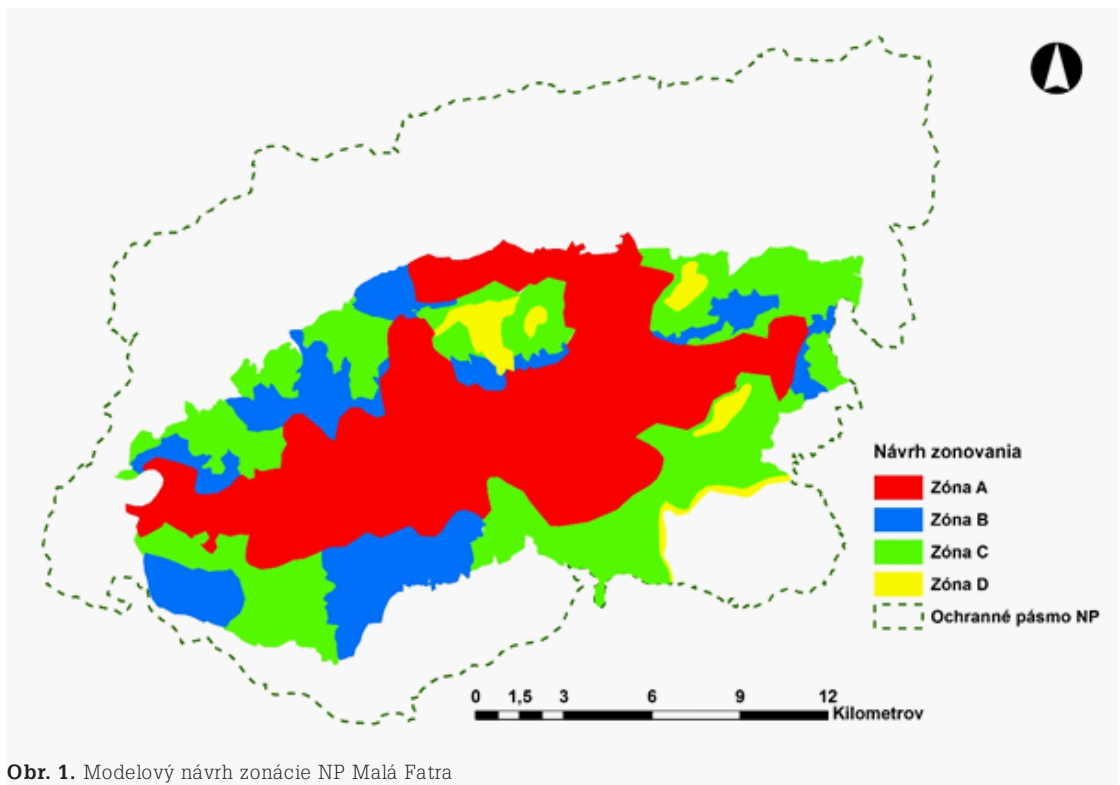 Návrh zonovania
Zóna A
Zóna B
Zóna C
Zóna D
Ochranné pásmo NP
0 1,5 3 6 9 12
Kilometrov
Obr. 1. Modelový návrh zonácie NP Malá Fatra